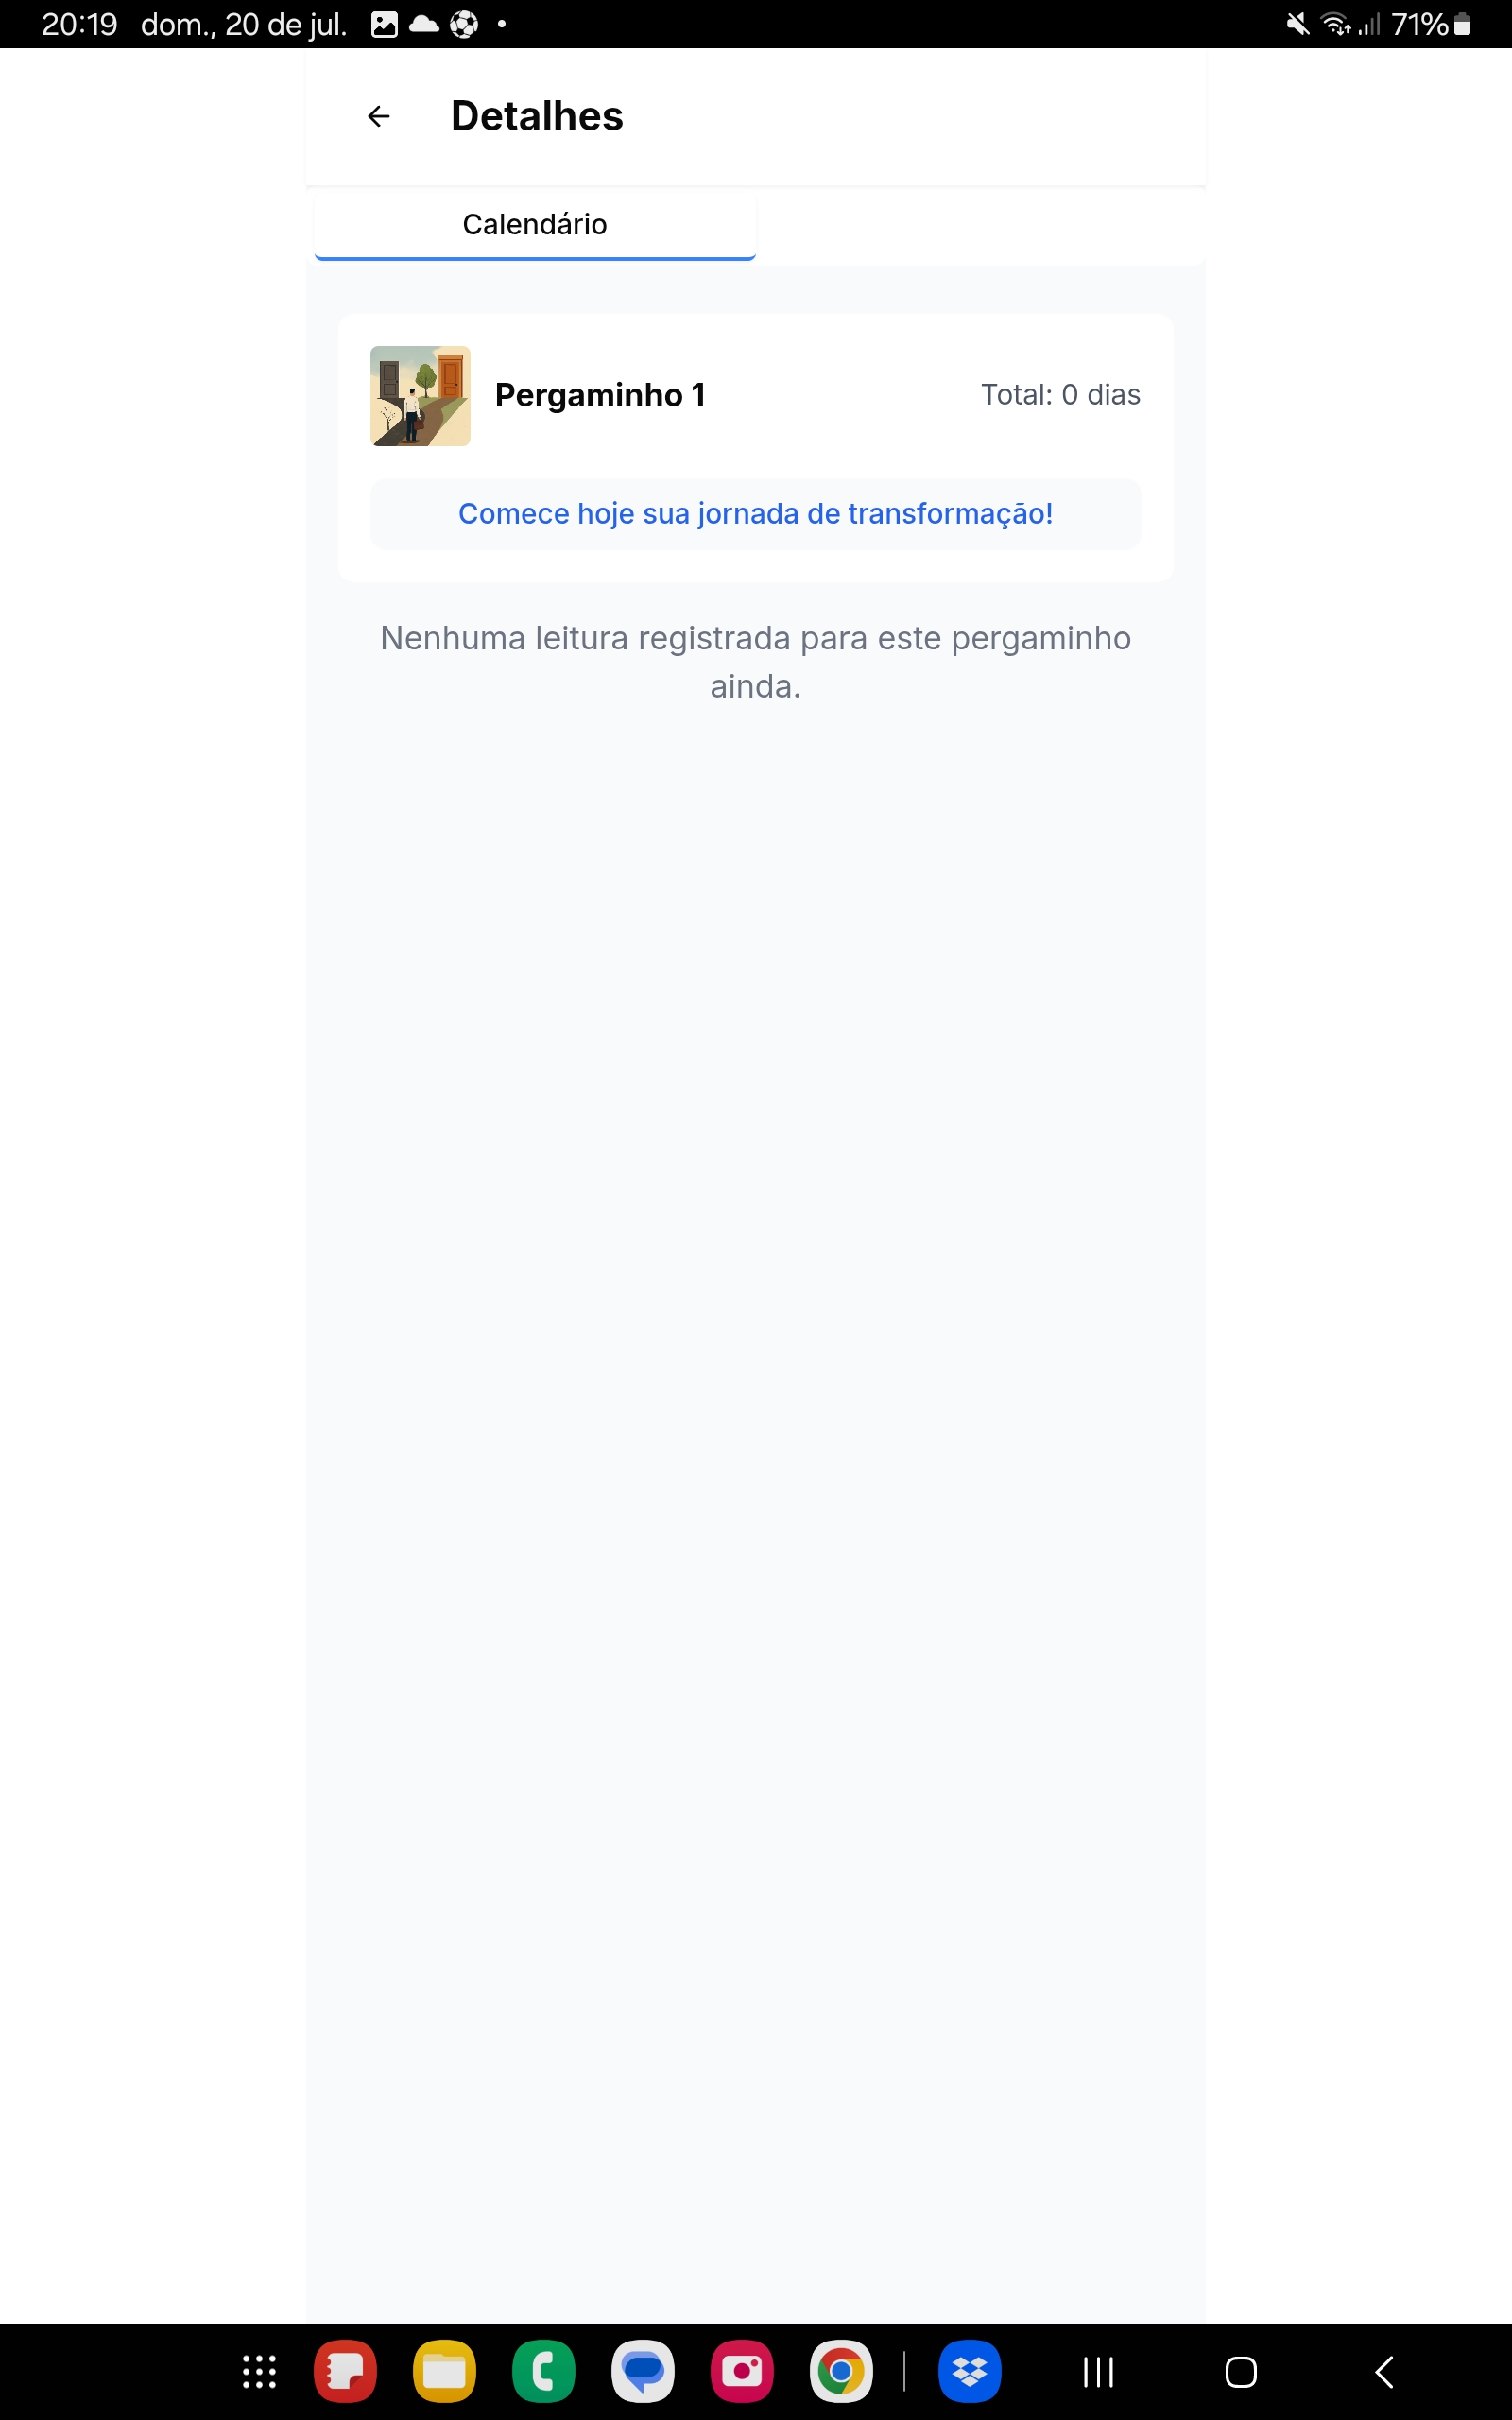 20:19 dom., 20 de jul. 71%
Detalhes
Calendário
Pergaminho 1
Total: 0 dias
Comece hoje sua jornada de transformação!
Nenhuma leitura registrada para este pergaminho
ainda.